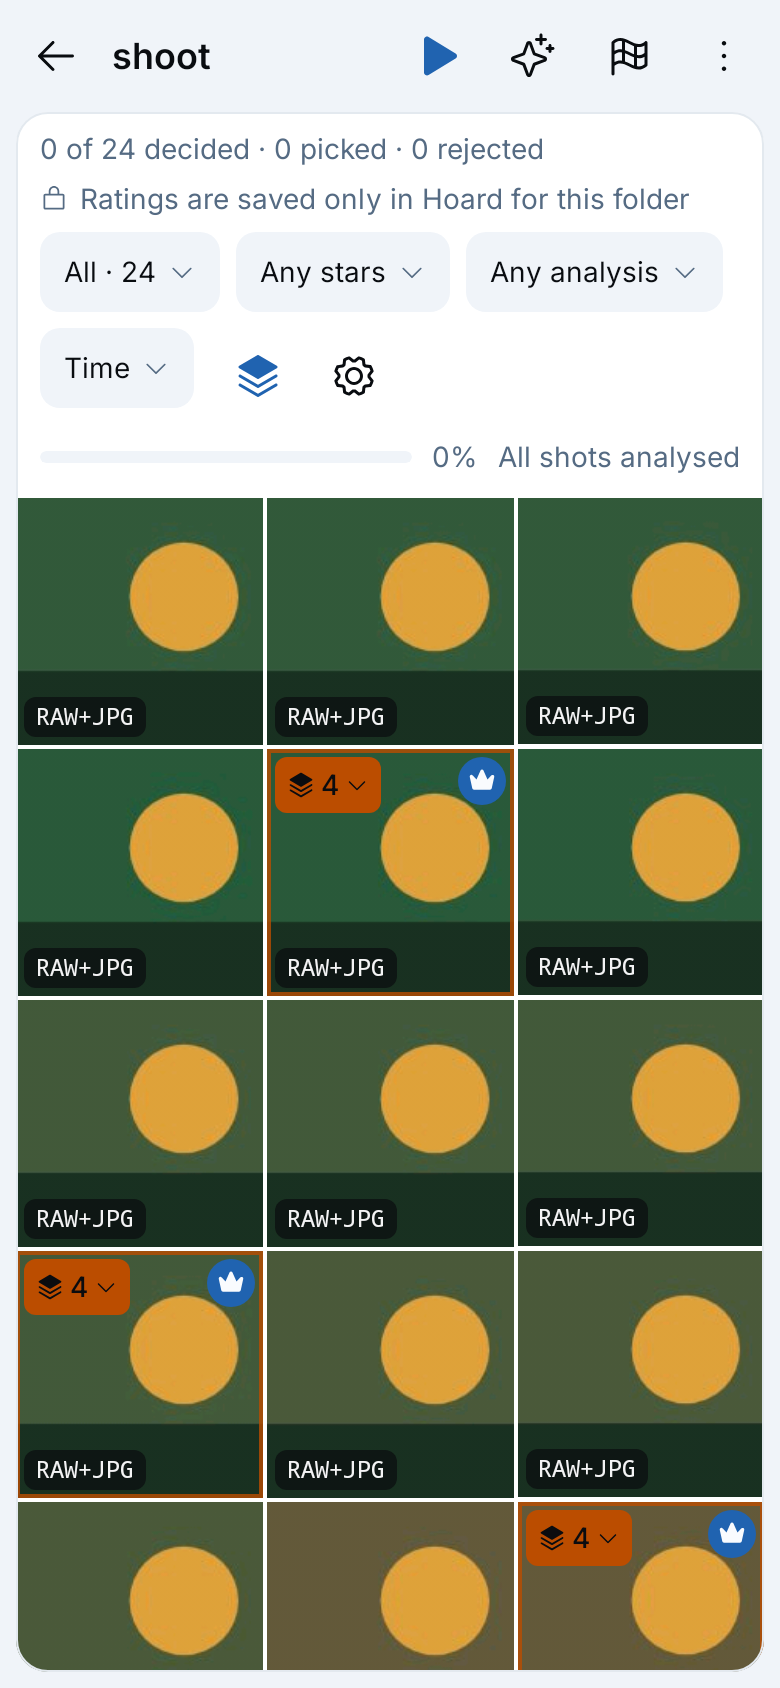 shoot
0 of 24 decided · 0 picked · 0 rejected
Ratings are saved only in Hoard for this folder
All · 24
Any stars
Any analysis
Time
0% All shots analysed
RAW+JPG
RAW+JPG
RAW+JPG
4
RAW+JPG
RAW+JPG
RAW+JPG
RAW+JPG
RAW+JPG
RAW+JPG
4
RAW+JPG
RAW+JPG
RAW+JPG
4